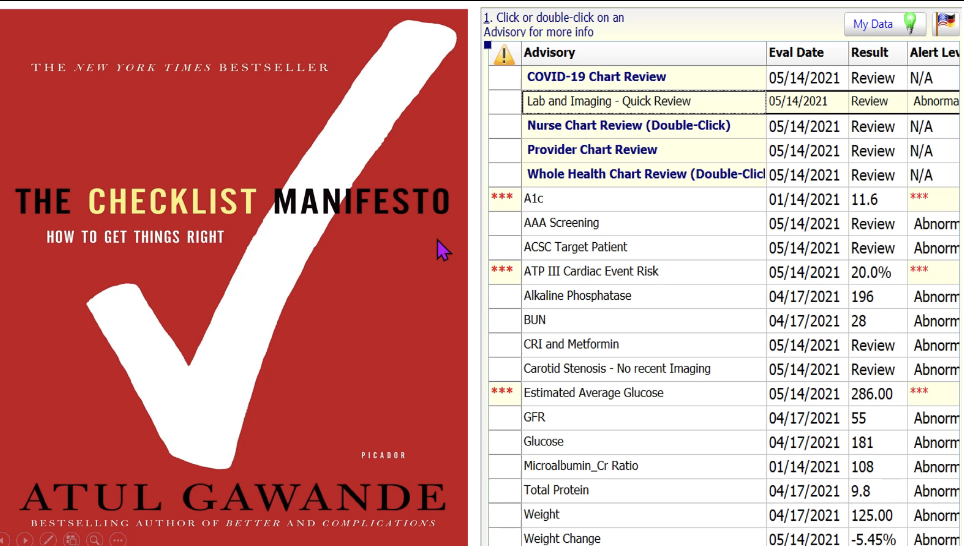 THE NEW YORK TIMES BESTSELLER
THE CHECKLIST MANIFESTO
HOW TO GET THINGS RIGHT
PICADOR
ATUL GAWANDE
BESTSELLING AUTHOR OF BETTER AND COMPLICATIONS
1. Click or double-click on an
Advisory for more info
My Data
Advisory Eval Date Result Alert Lev
COVID-19 Chart Review 05/14/2021 Review N/A
Lab and Imaging - Quick Review 05/14/2021 Review Abnorma
Nurse Chart Review (Double-Click) 05/14/2021 Review N/A
Provider Chart Review 05/14/2021 Review N/A
Whole Health Chart Review (Double-Clicl 05/14/2021 Review N/A
*** A1c 01/14/2021 11.6 ***
AAA Screening 05/14/2021 Review Abnorm
ACSC Target Patient 05/14/2021 Review Abnorm
*** ATP III Cardiac Event Risk 05/14/2021 20.0% ***
Alkaline Phosphatase 04/17/2021 196 Abnorm
BUN 04/17/2021 28 Abnorm
CRI and Metformin 05/14/2021 Review Abnorm
Carotid Stenosis - No recent Imaging 05/14/2021 Review Abnorm
*** Estimated Average Glucose 05/14/2021 286.00 ***
GFR 04/17/2021 55 Abnorm
Glucose 04/17/2021 181 Abnorm
Microalbumin_Cr Ratio 01/14/2021 108 Abnorm
Total Protein 04/17/2021 9.8 Abnorm
Weight 04/17/2021 125.00 Abnorm
Weight Change 05/14/2021 -5.45% Abnorm